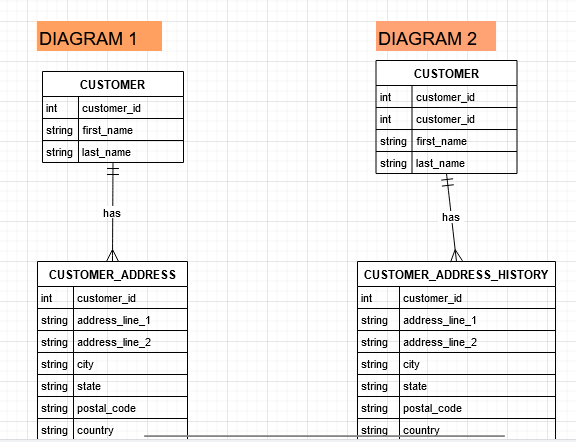 DIAGRAM 1
CUSTOMER
int customer_id
string first_name
string last_name
has
CUSTOMER_ADDRESS
int customer_id
string address_line_1
string address_line_2
string city
string state
string postal_code
string country
DIAGRAM 2
CUSTOMER
int customer_id
int customer_id
string first_name
string last_name
has
CUSTOMER_ADDRESS_HISTORY
int customer_id
string address_line_1
string address_line_2
string city
string state
string postal_code
string country